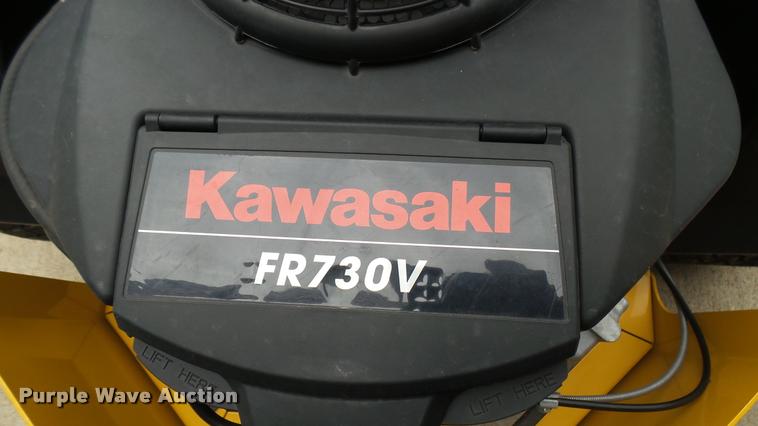 Kawasaki
FR730V
LIFT HERE
LIFT HERE
Purple Wave Auction